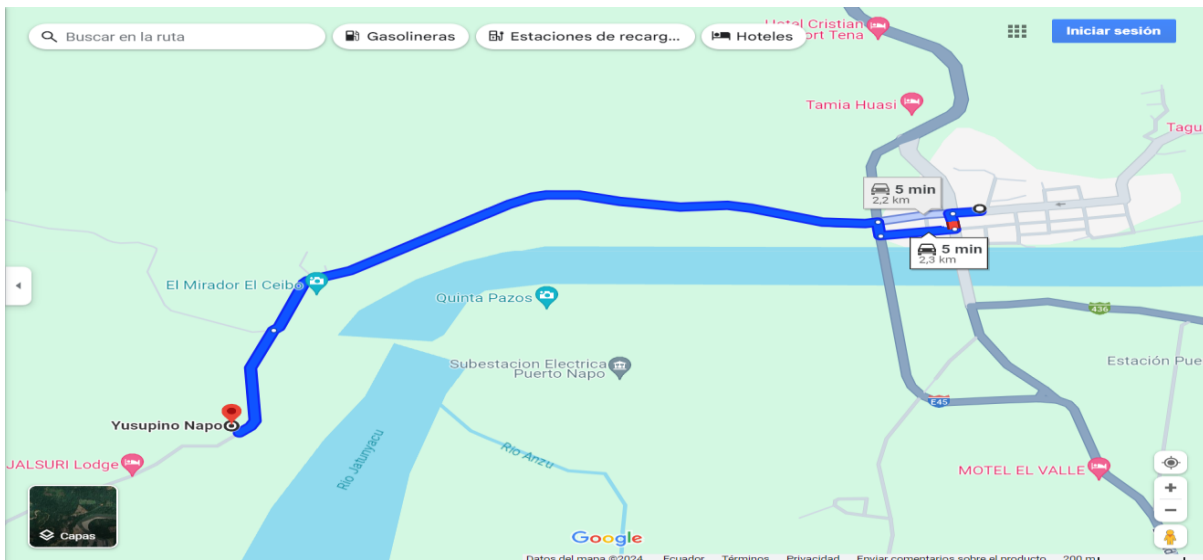 Buscar en la ruta
Gasolineras
Estaciones de recarg...
Hoteles
Hotel Cristian
ort Tena
Iniciar sesión
Tamia Huasi
Tagu
5 min
2,2 km
5 min
2,3 km
El Mirador El Ceibo
Quinta Pazos
436
Subestacion Electrica
Puerto Napo
Estación Pue
E45
Yusupino Napo
Rio Jatunyacu
Rio Anzu
JALSURI Lodge
MOTEL EL VALLE
Capas
Google
Datos del mapa ©2024 Ecuador Términos Privacidad Enviar comentarios sobre el producto 200 m